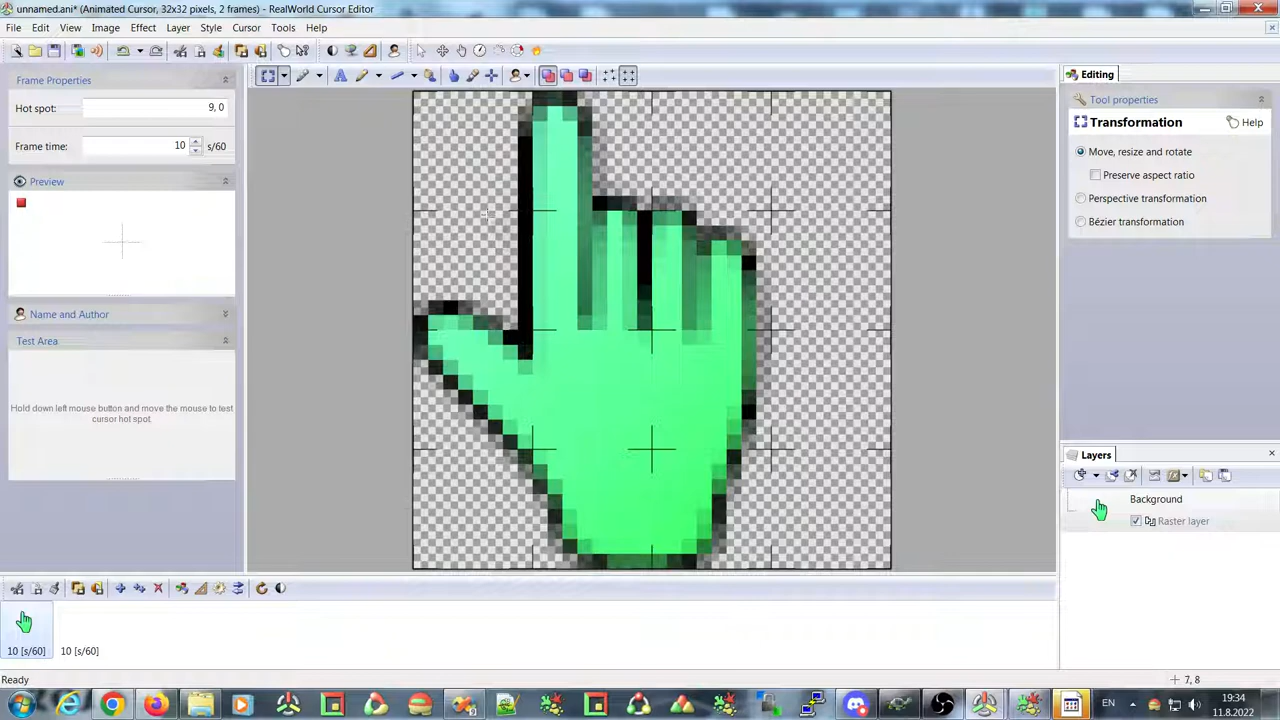 unnamed.ani* (Animated Cursor, 32x32 pixels, 2 frames) - RealWorld Cursor Editor
File Edit View Image Effect Layer Style Cursor Tools Help
Frame Properties
Hot spot: 9, 0
Frame time: 10 s/60
Preview
Name and Author
Test Area
Hold down left mouse button and move the mouse to test
cursor hot spot.
Editing
Tool properties
Transformation Help
Move, resize and rotate
Preserve aspect ratio
Perspective transformation
Bézier transformation
Layers
Background
Raster layer
10 [s/60] 10 [s/60]
Ready 7, 8
EN 19:34
11.8.2022